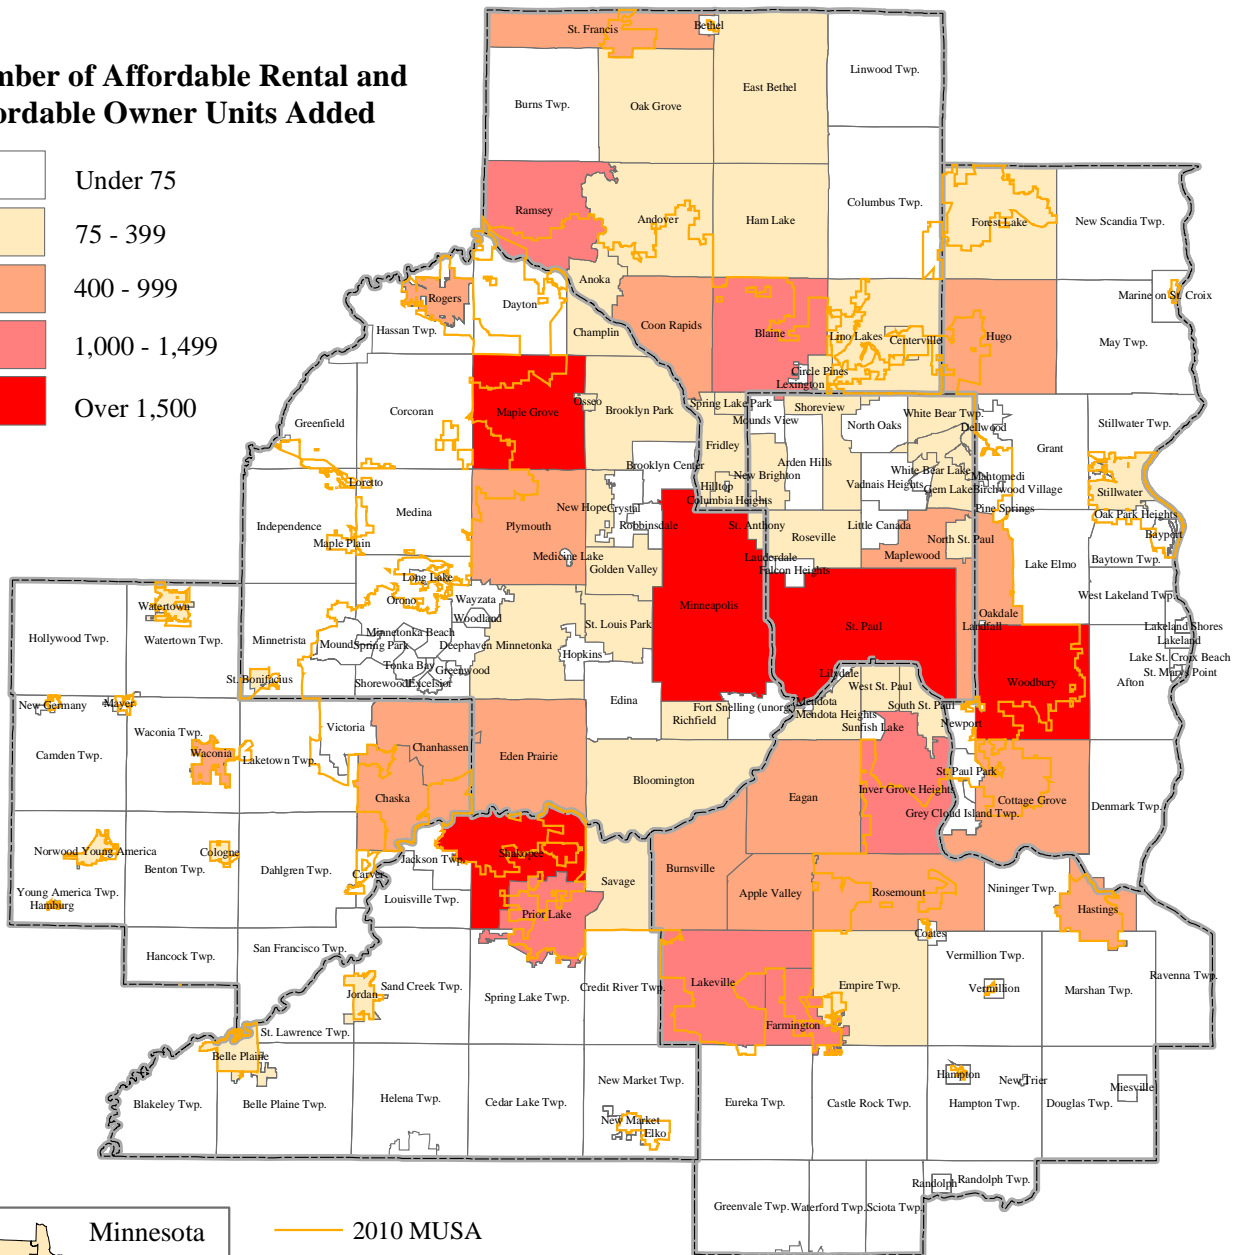 mber of Affordable Rental and
ordable Owner Units Added
Under 75
75 - 399
400 - 999
1,000 - 1,499
Over 1,500
St. Francis
Bethel
Linwood Twp.
Burns Twp.
Oak Grove
East Bethel
Ramsey
Andover
Ham Lake
Columbus Twp.
Forest Lake
New Scandia Twp.
Anoka
Rogers
Dayton
Marine on St. Croix
Hassan Twp.
Champlin
Coon Rapids
Blaine
Lino Lakes
Centerville
Hugo
May Twp.
Circle Pines
Lexington
Greenfield
Corcoran
Maple Grove
Osseo
Brooklyn Park
Spring Lake Park
Mounds View
Shoreview
North Oaks
White Bear Twp.
Dellwood
Stillwater Twp.
Fridley
Grant
Brooklyn Center
New Brighton
Arden Hills
Vadnais Heights
White Bear Lake
Mahtomedi
Gem Lake
Birchwood Village
Stillwater
Loretto
Hilltop
Columbia Heights
Independence
Medina
Plymouth
New Hope
Crystal
Robbinsdale
St. Anthony
Roseville
Little Canada
Pine Springs
Oak Park Heights
Bayport
Maple Plain
North St. Paul
Medicine Lake
Golden Valley
Lauderdale
Falcon Heights
Maplewood
Lake Elmo
Baytown Twp.
Long Lake
Watertown
Orono
Wayzata
Woodland
Minneapolis
West Lakeland Twp.
Oakdale
Landfall
Hollywood Twp.
Watertown Twp.
Minnetrista
Mound
Spring Park
Minnetonka Beach
Deephaven
Minnetonka
St. Louis Park
St. Paul
Lakeland Shores
Lakeland
Hopkins
Tonka Bay
Greenwood
Shorewood
Excelsior
Lake St. Croix Beach
St. Marys Point
St. Bonifacius
Lilydale
West St. Paul
Woodbury
Afton
New Germany
Mayer
Edina
Richfield
Fort Snelling (unorg.)
Mendota
Mendota Heights
South St. Paul
Sunfish Lake
Newport
Victoria
Waconia Twp.
Camden Twp.
Waconia
Laketown Twp.
Chanhassen
Eden Prairie
Bloomington
St. Paul Park
Chaska
Eagan
Inver Grove Heights
Cottage Grove
Grey Cloud Island Twp.
Denmark Twp.
Norwood Young America
Cologne
Benton Twp.
Dahlgren Twp.
Carver
Jackson Twp.
Shakopee
Savage
Burnsville
Apple Valley
Rosemount
Nininger Twp.
Young America Twp.
Hamburg
Louisville Twp.
Prior Lake
Hastings
Coates
Hancock Twp.
San Francisco Twp.
Vermillion Twp.
Ravenna Twp.
Jordan
Sand Creek Twp.
Spring Lake Twp.
Credit River Twp.
Lakeville
Empire Twp.
Vermillion
Marshan Twp.
St. Lawrence Twp.
Farmington
Belle Plaine
New Market Twp.
Hampton
New Trier
Miesville
Blakeley Twp.
Belle Plaine Twp.
Helena Twp.
Cedar Lake Twp.
Eureka Twp.
Castle Rock Twp.
Hampton Twp.
Douglas Twp.
New Market
Elko
Randolph
Randolph Twp.
Greenvale Twp.
Waterford Twp.
Sciota Twp.
Minnesota
2010 MUSA